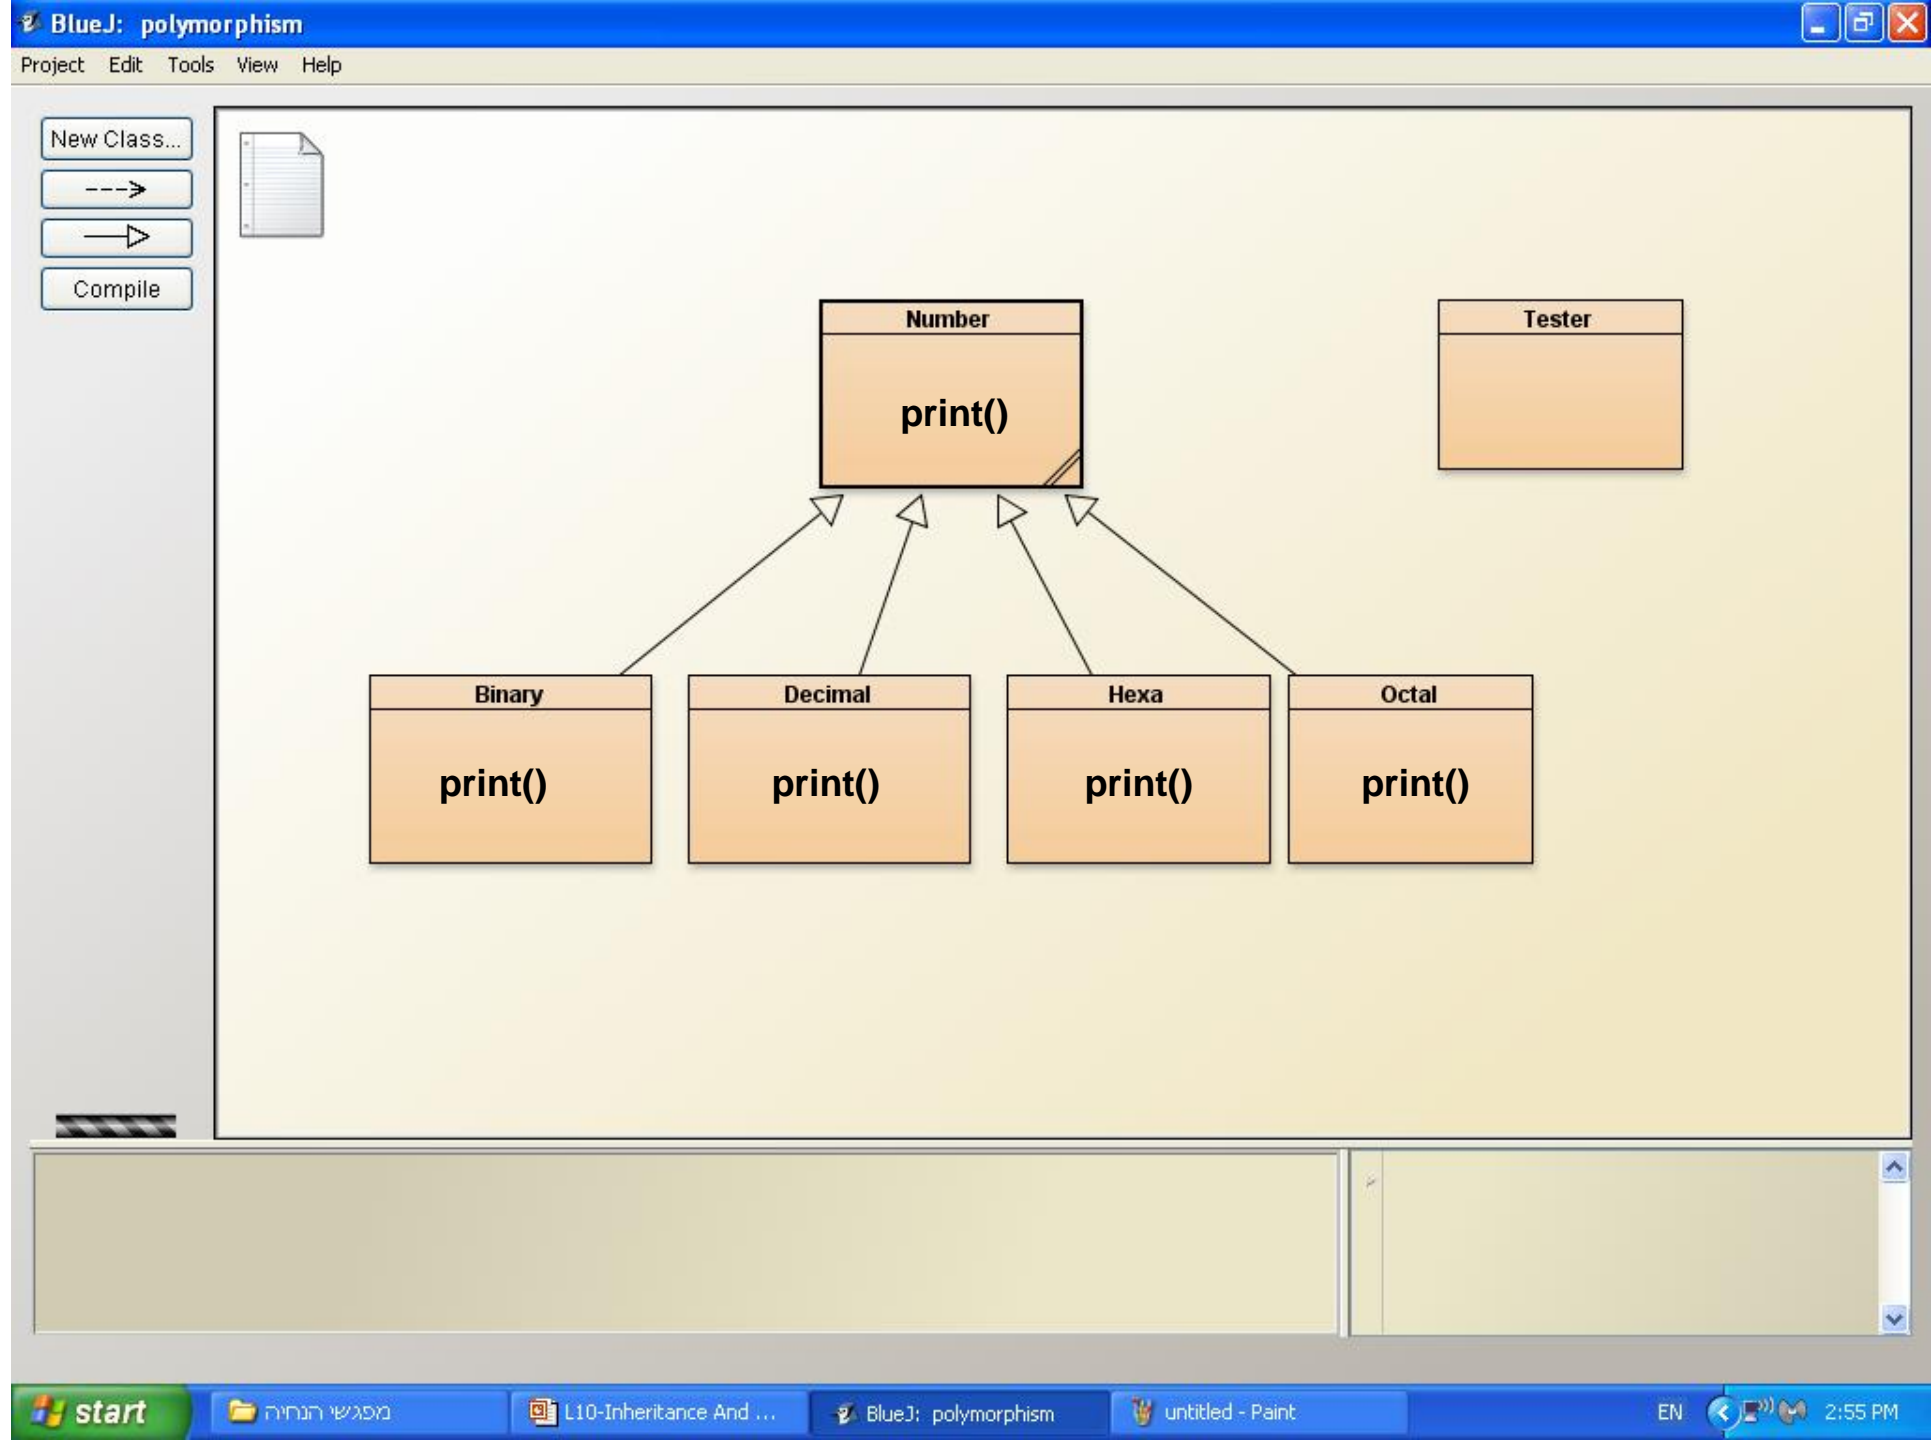 BlueJ: polymorphism
Project Edit Tools View Help
New Class...
Compile
Number
print()
Tester
Binary
print()
Decimal
print()
Hexa
print()
Octal
print()
start
מפגשי הנחיה
L10-Inheritance And ...
BlueJ: polymorphism
untitled - Paint
EN
2:55 PM